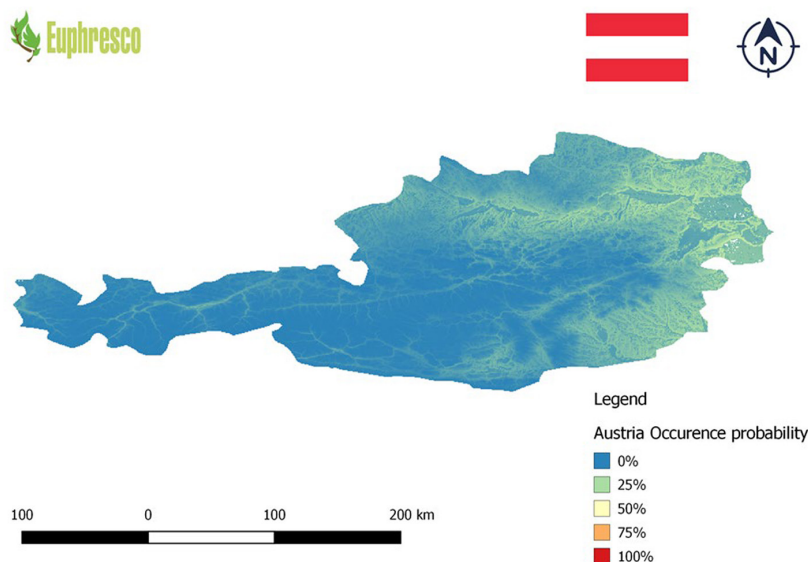 Euphresco
N
Legend
Austria Occurence probability
0%
25%
50%
75%
100%
100 0 100 200 km